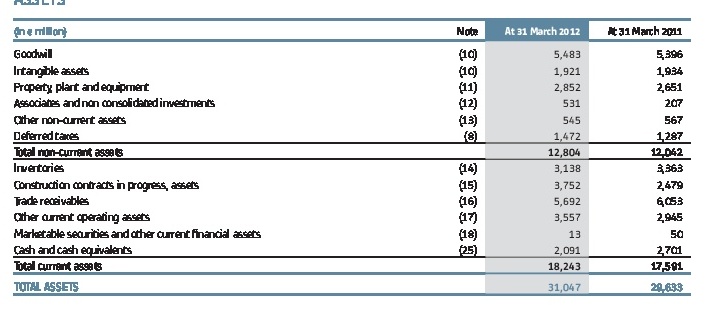 ASSETS
(in € million) Note At 31 March 2012 At 31 March 2011
Goodwill (10) 5,483 5,396
Intangible assets (10) 1,921 1,934
Property, plant and equipment (11) 2,852 2,651
Associates and non consolidated investments (12) 531 207
Other non-current assets (13) 545 567
Deferred taxes (8) 1,472 1,287
Total non-current assets 12,804 12,042
Inventories (14) 3,138 3,363
Construction contracts in progress, assets (15) 3,752 2,479
Trade receivables (16) 5,692 6,053
Other current operating assets (17) 3,557 2,945
Marketable securities and other current financial assets (18) 13 50
Cash and cash equivalents (25) 2,091 2,701
Total current assets 18,243 17,591
TOTAL ASSETS 31,047 29,633